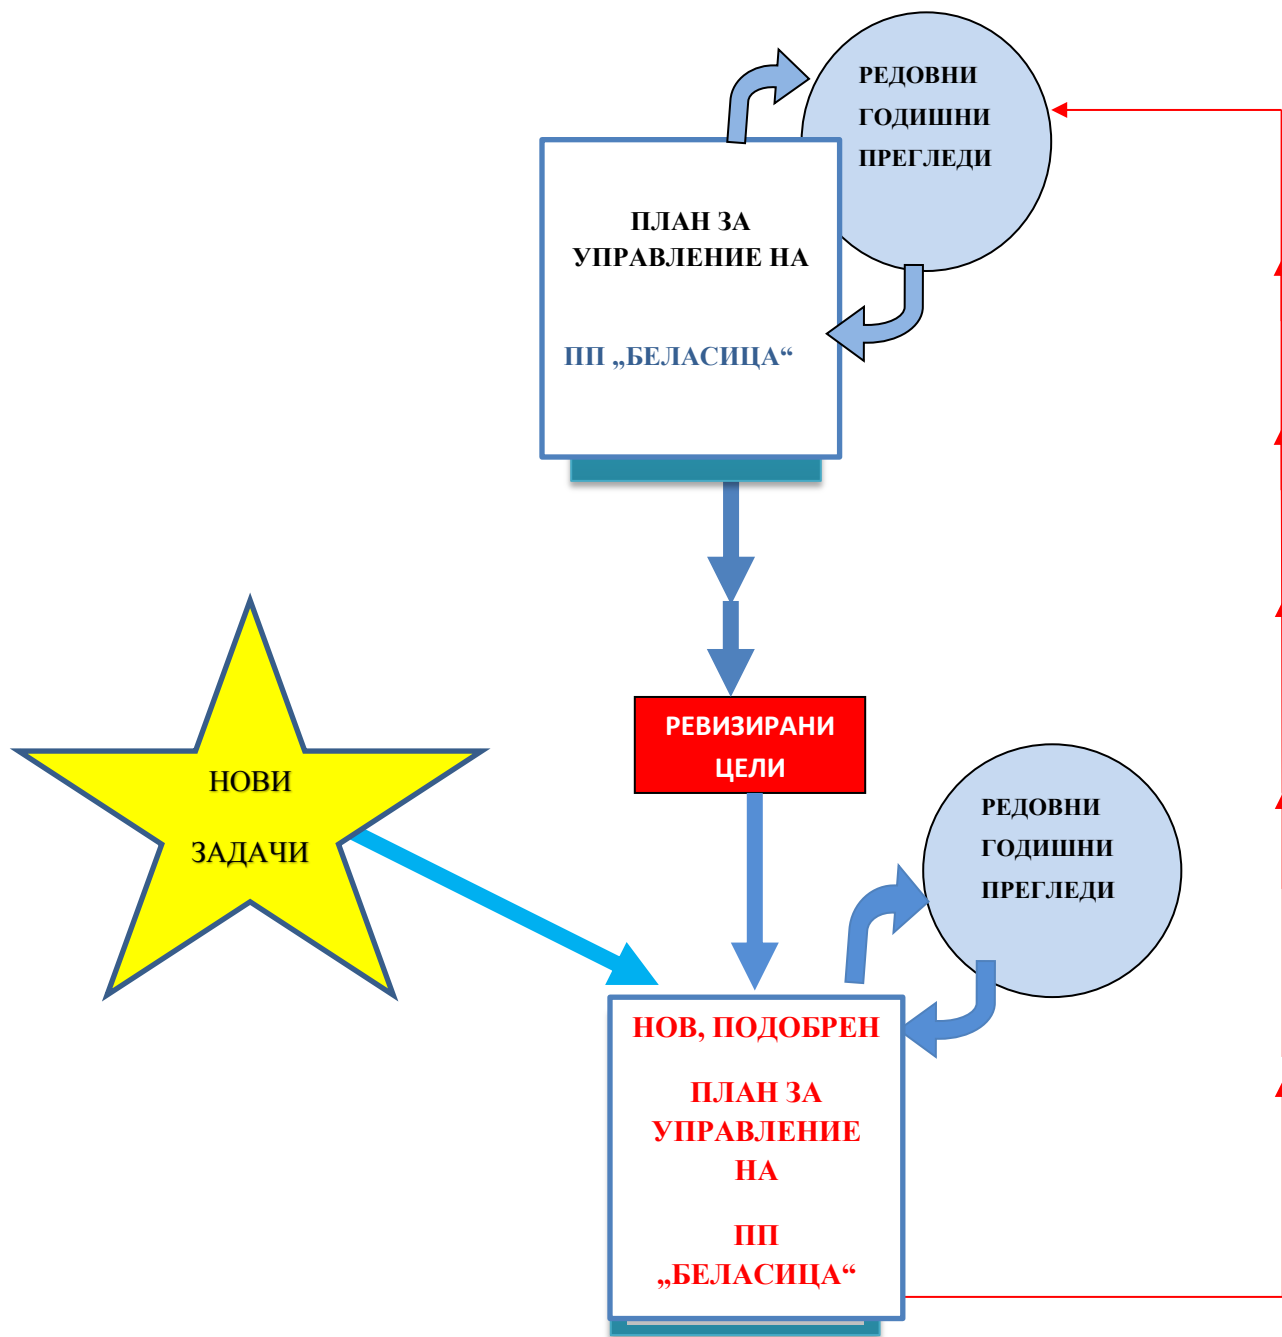 РЕДОВНИ
ГОДИШНИ
ПРЕГЛЕДИ
ПЛАН ЗА
УПРАВЛЕНИЕ НА
ПП „БЕЛАСИЦА“
РЕВИЗИРАНИ
ЦЕЛИ
НОВИ
ЗАДАЧИ
РЕДОВНИ
ГОДИШНИ
ПРЕГЛЕДИ
НОВ, ПОДОБРЕН
ПЛАН ЗА
УПРАВЛЕНИЕ
НА
ПП
„БЕЛАСИЦА“